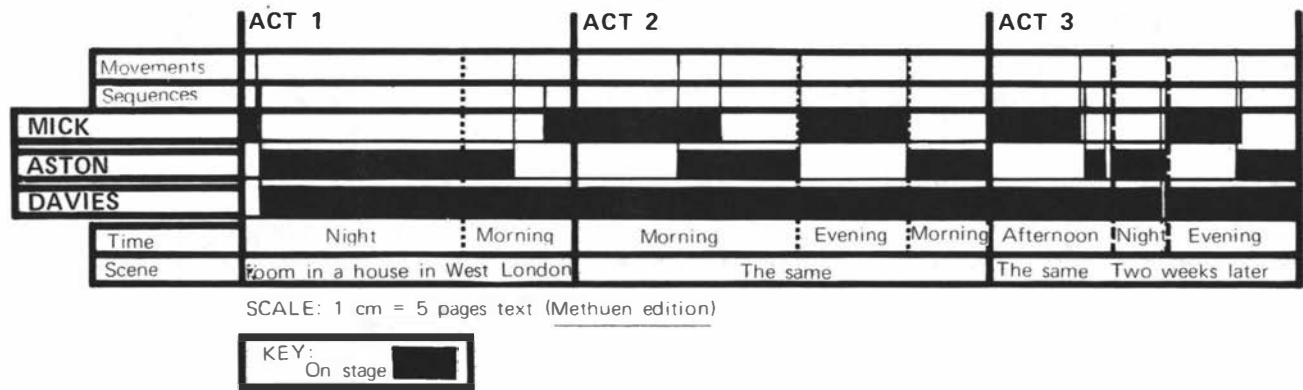 ACT 1 ACT 2 ACT 3
Movements
Sequences
MICK
ASTON
DAVIES
Time Night Morning Morning Evening Morning Afternoon Night Evening
Scene room in a house in West London The same The same Two weeks later
SCALE: 1 cm = 5 pages text (Methuen edition)
KEY:
On stage